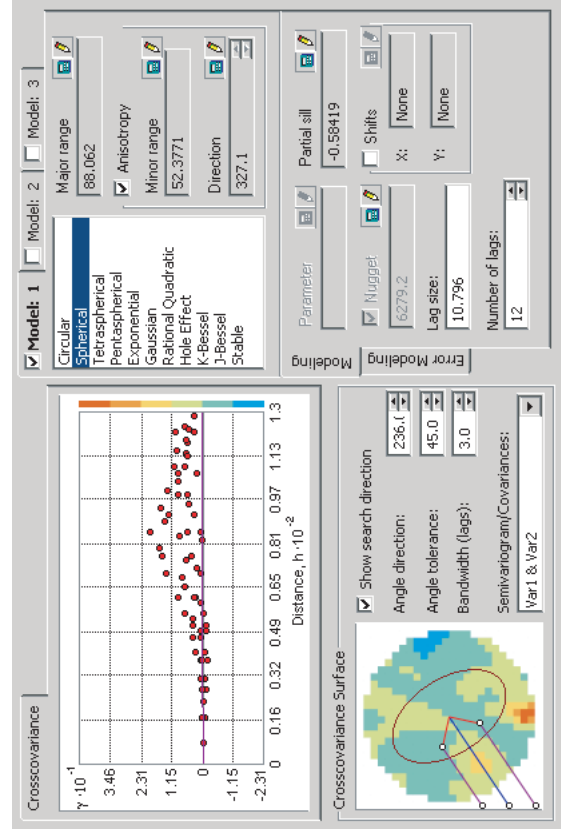 Crosscovariance
γ ·10⁻¹
3.46
2.31
1.15
0
-1.15
-2.31
0 0.16 0.32 0.49 0.65 0.81 0.97 1.13 1.3
Distance, h ·10⁻²
Crosscovariance Surface
Show search direction
Angle direction: 236.(
Angle tolerance: 45.0
Bandwidth (lags): 3.0
Semivariogram/Covariances:
Var1 & Var2
Model: 1 Model: 2 Model: 3
Circular
Spherical
Tetraspherical
Pentaspherical
Exponential
Gaussian
Rational Quadratic
Hole Effect
K-Bessel
J-Bessel
Stable
Major range
88.062
Anisotropy
Minor range
52.3771
Direction
327.1
Modeling
Error Modeling
Parameter
Partial sill
-0.58419
Nugget
6279.2
Shifts
X: None
Y: None
Lag size:
10.796
Number of lags:
12